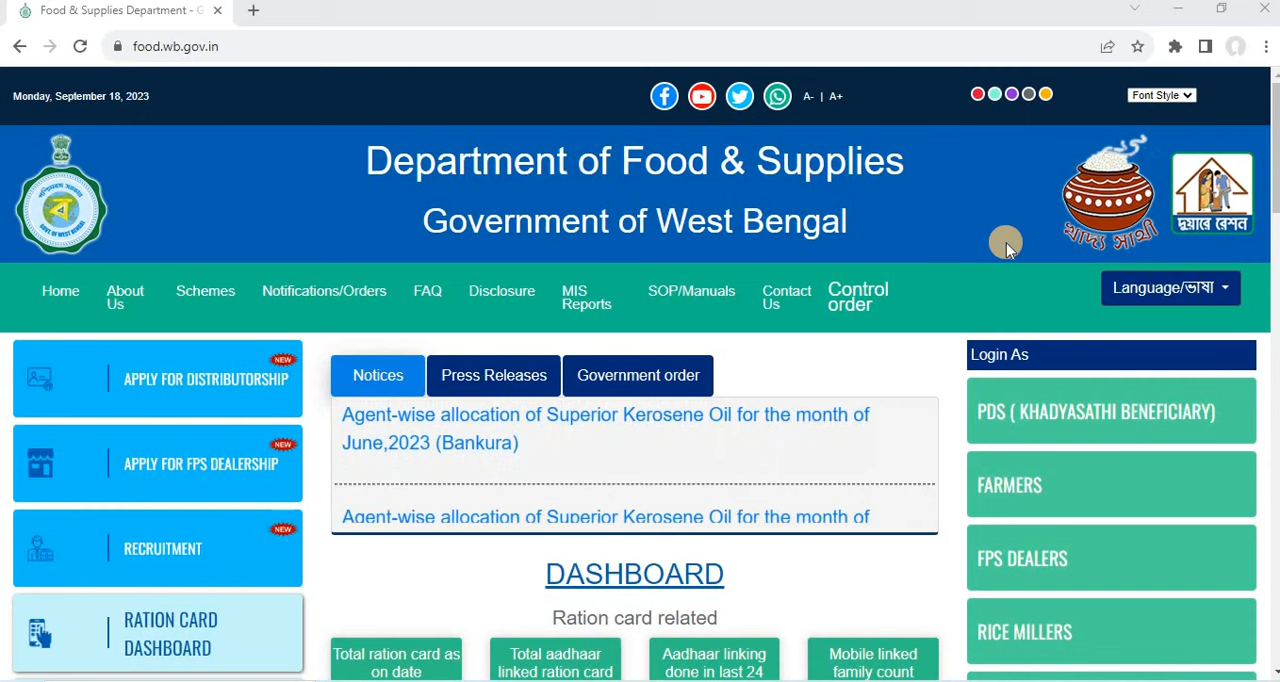 Food & Supplies Department - G
food.wb.gov.in
Monday, September 18, 2023
A- | A+
Font Style
Department of Food & Supplies
Government of West Bengal
খাদ্য সাথী
দুয়ারে রেশন
Home
About Us
Schemes
Notifications/Orders
FAQ
Disclosure
MIS Reports
SOP/Manuals
Contact Us
Control order
Language/ভাষা
APPLY FOR DISTRIBUTORSHIP
NEW
APPLY FOR FPS DEALERSHIP
NEW
RECRUITMENT
NEW
RATION CARD
DASHBOARD
Notices
Press Releases
Government order
Agent-wise allocation of Superior Kerosene Oil for the month of
June,2023 (Bankura)
Agent-wise allocation of Superior Kerosene Oil for the month of
DASHBOARD
Ration card related
Total ration card as
on date
Total aadhaar
linked ration card
Aadhaar linking
done in last 24
Mobile linked
family count
Login As
PDS ( KHADYASATHI BENEFICIARY)
FARMERS
FPS DEALERS
RICE MILLERS